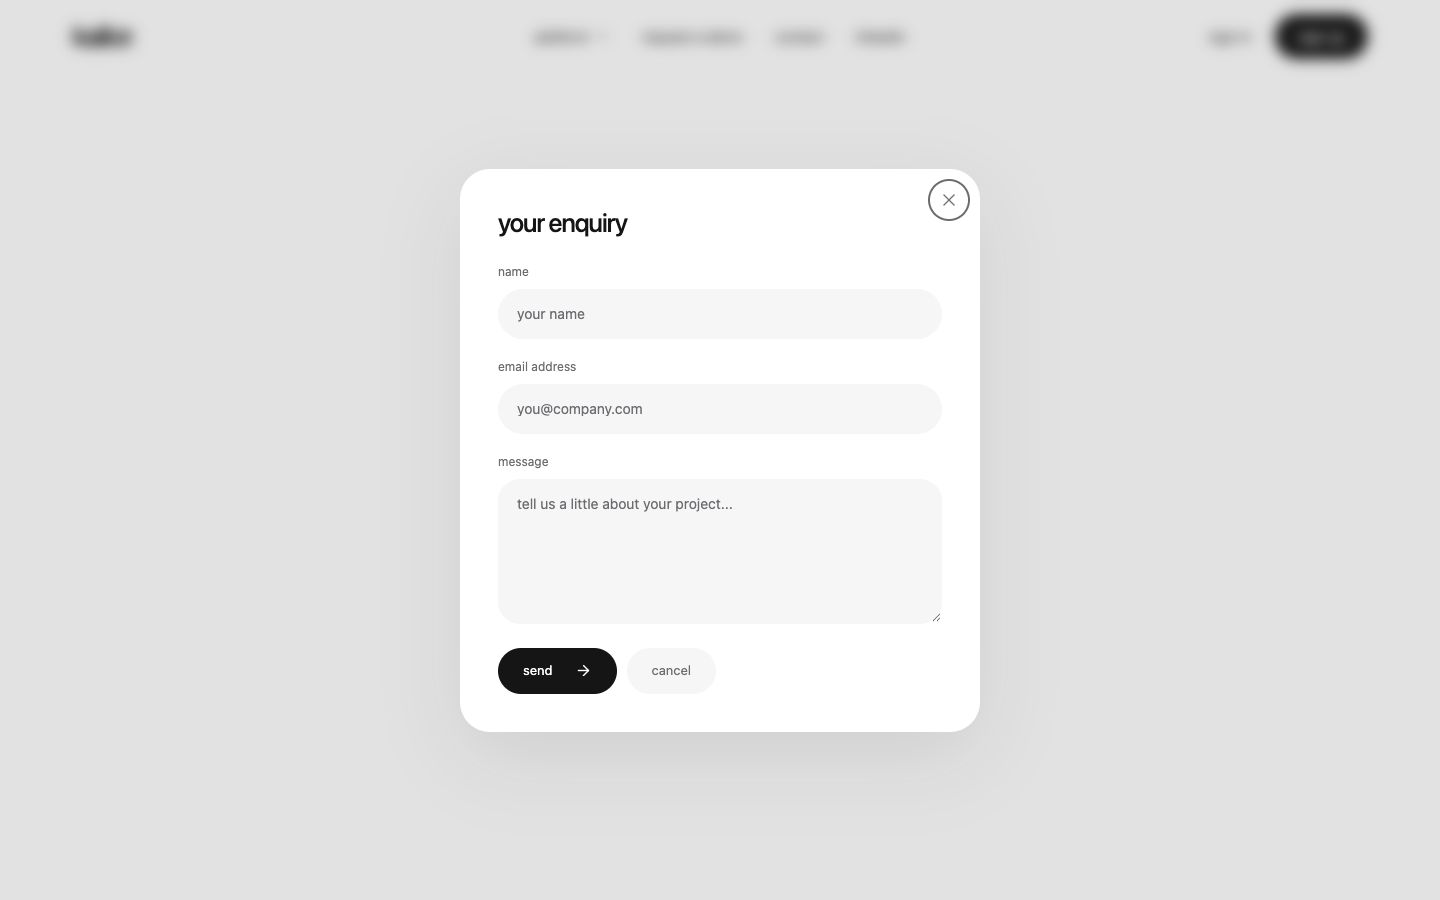 your enquiry
name
your name
email address
you@company.com
message
tell us a little about your project...
send
cancel